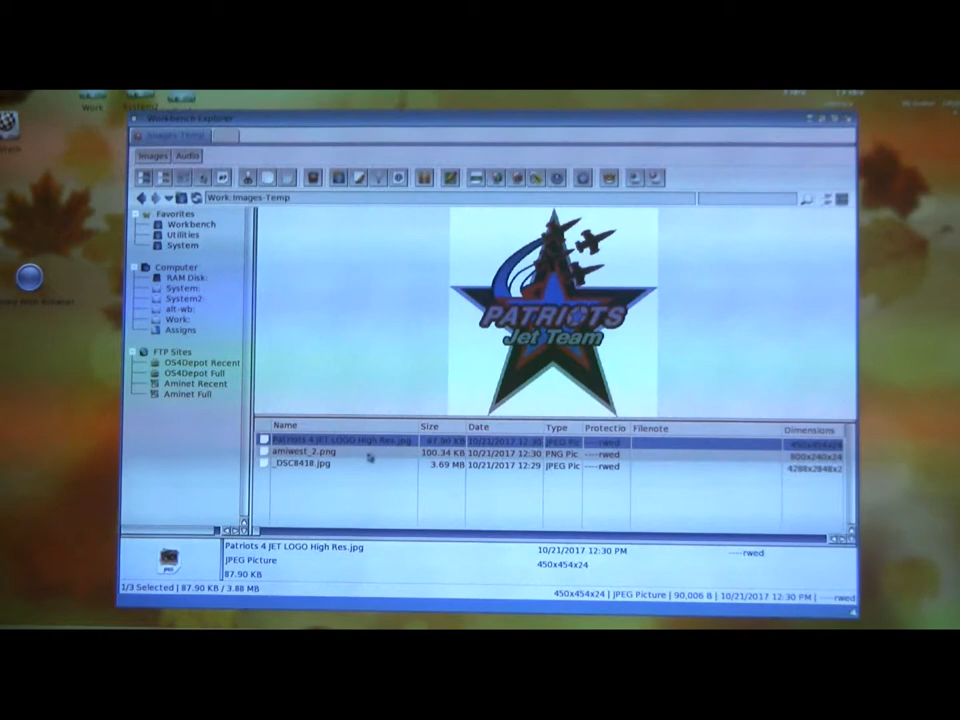 Work
System2
Workbench Explorer
Images-Temp
Images Audio
Work:Images-Temp
Favorites
Workbench
Utilities
System
Computer
RAM Disk:
System:
System2:
alt-wb:
Work:
Assigns
FTP Sites
OS4Depot Recent
OS4Depot Full
Aminet Recent
Aminet Full
PATRIOTS
Jet Team
Name Size Date Type Protectio Filenote Dimensions
Patriots 4 JET LOGO High Res.jpg 87.90 KB 10/21/2017 12:30 JPEG Pic ----rwed 450x454x24
amiwest_2.png 100.34 KB 10/21/2017 12:30 PNG Pic ----rwed 800x240x24
_DSC8418.jpg 3.69 MB 10/21/2017 12:29 JPEG Pic ----rwed 4288x2848x2
Patriots 4 JET LOGO High Res.jpg 10/21/2017 12:30 PM ----rwed
JPEG Picture 450x454x24
87.90 KB
1/3 Selected | 87.90 KB / 3.88 MB 450x454x24 | JPEG Picture | 90,006 B | 10/21/2017 12:30 PM | ----rwed